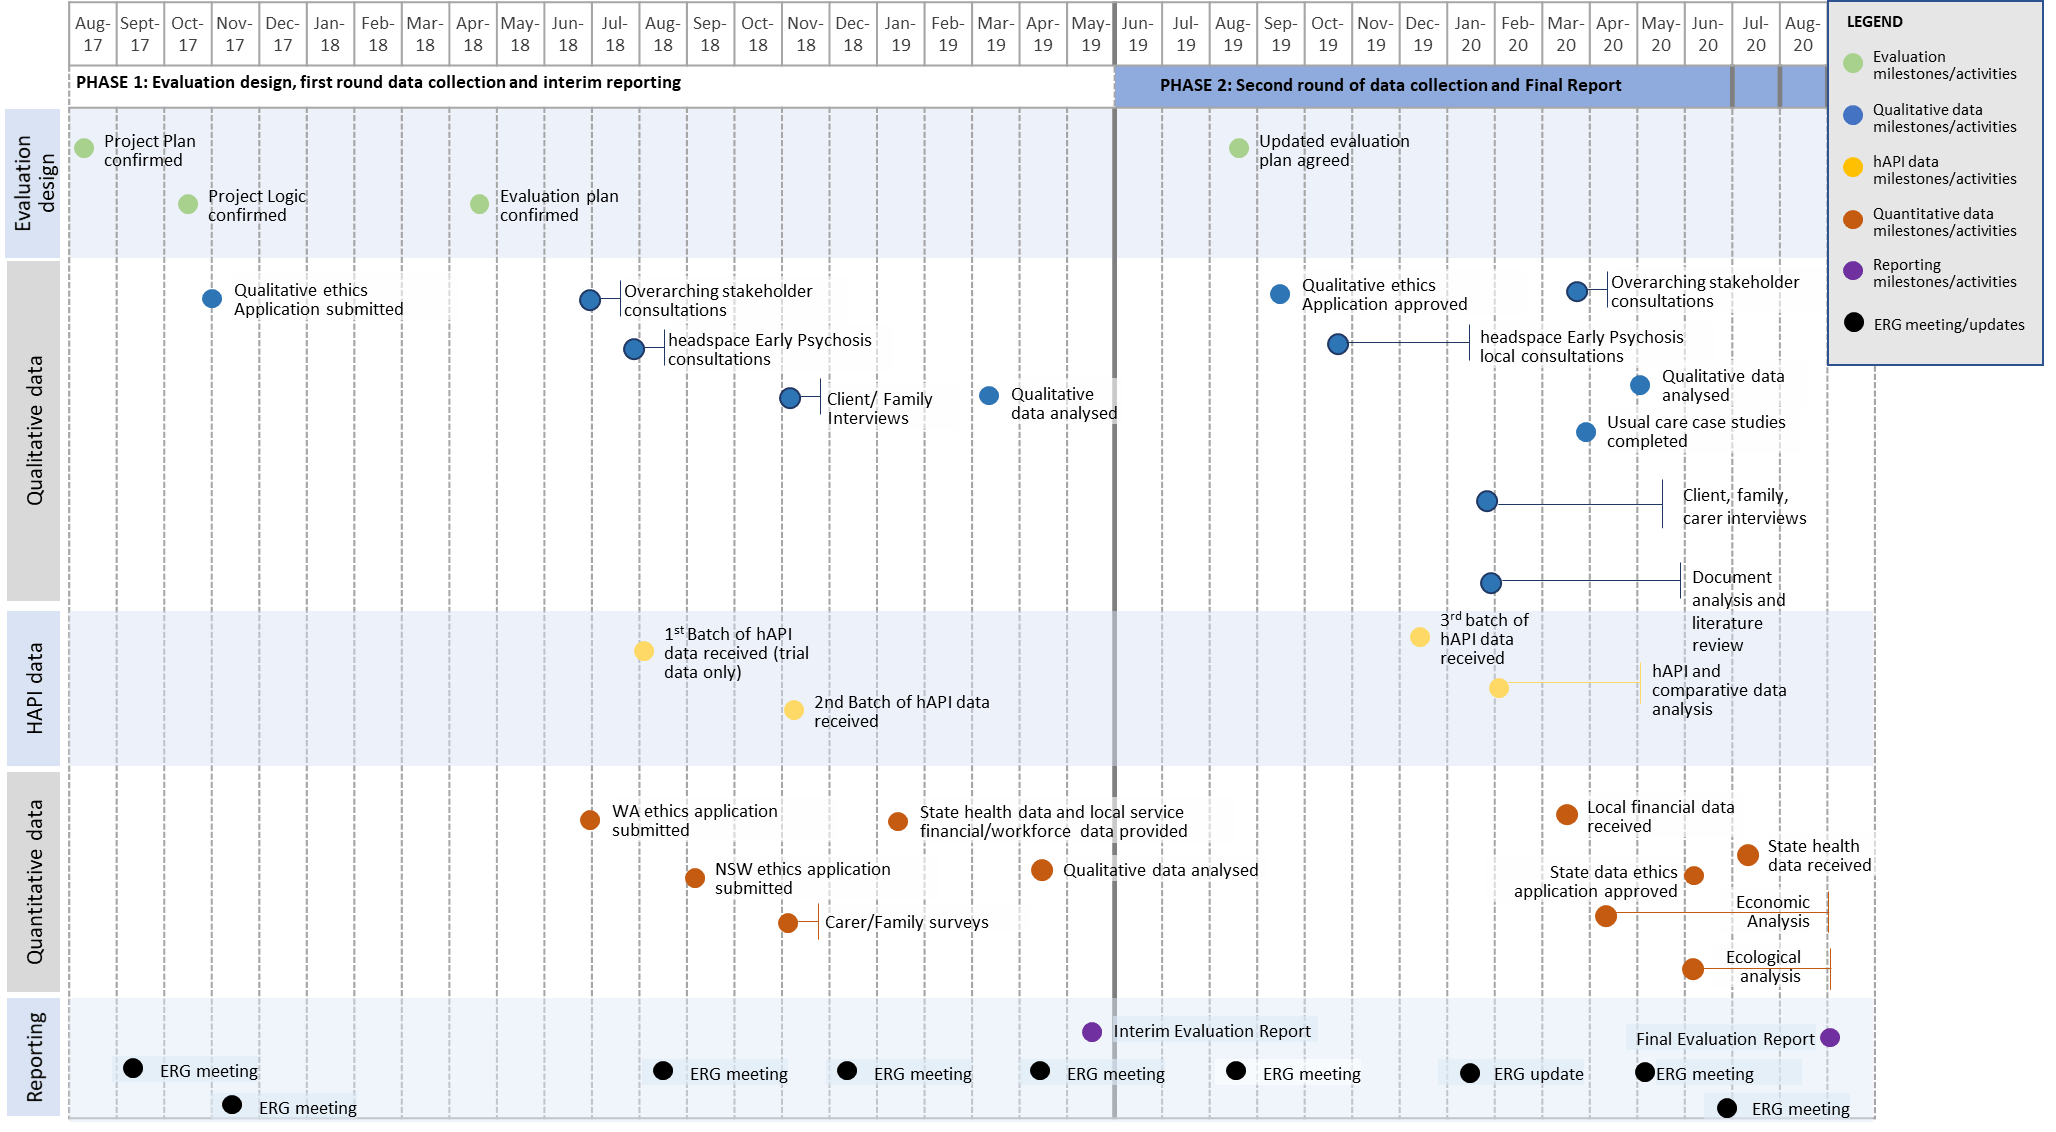 Aug-17
Sept-17
Oct-17
Nov-17
Dec-17
Jan-18
Feb-18
Mar-18
Apr-18
May-18
Jun-18
Jul-18
Aug-18
Sep-18
Oct-18
Nov-18
Dec-18
Jan-19
Feb-19
Mar-19
Apr-19
May-19
Jun-19
Jul-19
Aug-19
Sep-19
Oct-19
Nov-19
Dec-19
Jan-20
Feb-20
Mar-20
Apr-20
May-20
Jun-20
Jul-20
Aug-20
LEGEND
Evaluation
milestones/activities
Qualitative data
milestones/activities
hAPI data
milestones/activities
Quantitative data
milestones/activities
Reporting
milestones/activities
ERG meeting/updates
PHASE 1: Evaluation design, first round data collection and interim reporting
PHASE 2: Second round of data collection and Final Report
Evaluation
design
Project Plan
confirmed
Project Logic
confirmed
Evaluation plan
confirmed
Updated evaluation
plan agreed
Qualitative data
Qualitative ethics
Application submitted
Overarching stakeholder
consultations
headspace Early Psychosis
consultations
Client/ Family
Interviews
Qualitative
data analysed
Qualitative ethics
Application approved
Overarching stakeholder
consultations
headspace Early Psychosis
local consultations
Qualitative data
analysed
Usual care case studies
completed
Client, family,
carer interviews
Document
analysis and
literature
review
HAPI data
1st Batch of hAPI
data received (trial
data only)
2nd Batch of hAPI data
received
3rd batch of
hAPI data
received
hAPI and
comparative data
analysis
Quantitative data
WA ethics application
submitted
State health data and local service
financial/workforce data provided
NSW ethics application
submitted
Qualitative data analysed
Carer/Family surveys
Local financial data
received
State health
data received
State data ethics
application approved
Economic
Analysis
Ecological
analysis
Reporting
Interim Evaluation Report
Final Evaluation Report
ERG meeting
ERG meeting
ERG meeting
ERG meeting
ERG meeting
ERG meeting
ERG update
ERG meeting
ERG meeting